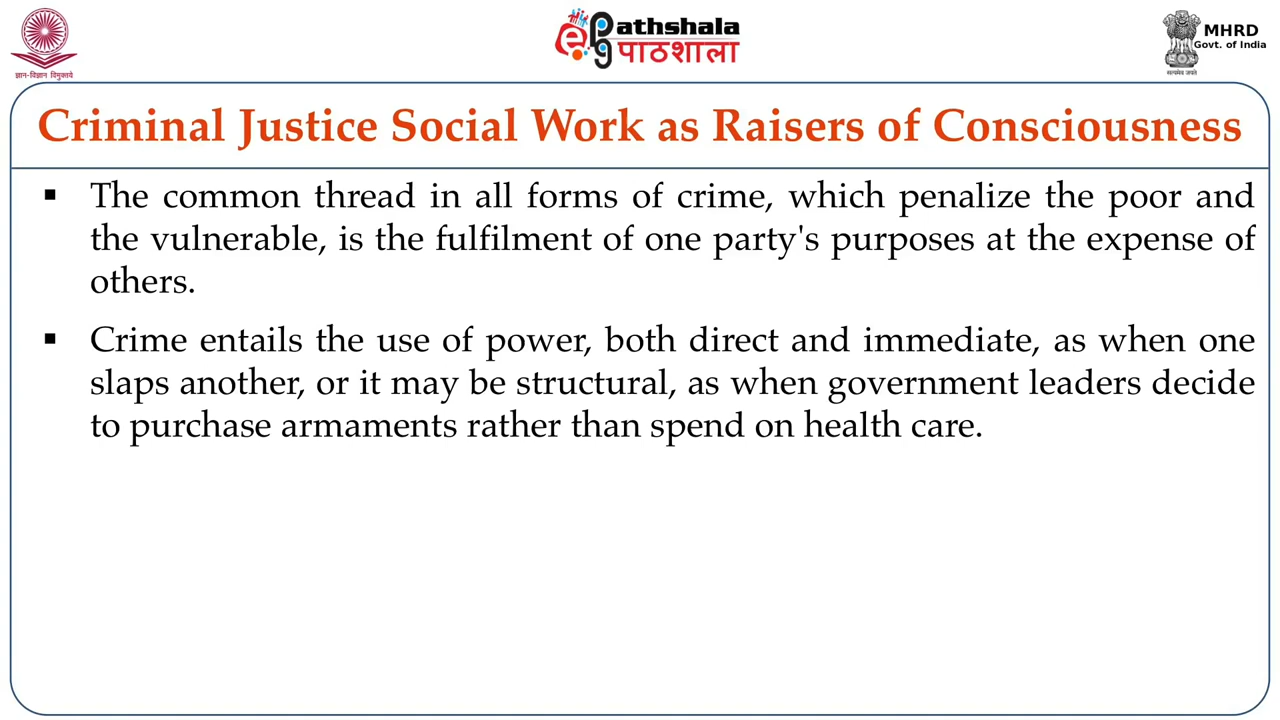 ज्ञान-विज्ञान विमुक्तये
ePG Pathshala
पाठशाला
MHRD
Govt. of India
सत्यमेव जयते
Criminal Justice Social Work as Raisers of Consciousness
▪ The common thread in all forms of crime, which penalize the poor and
the vulnerable, is the fulfilment of one party's purposes at the expense of
others.
▪ Crime entails the use of power, both direct and immediate, as when one
slaps another, or it may be structural, as when government leaders decide
to purchase armaments rather than spend on health care.